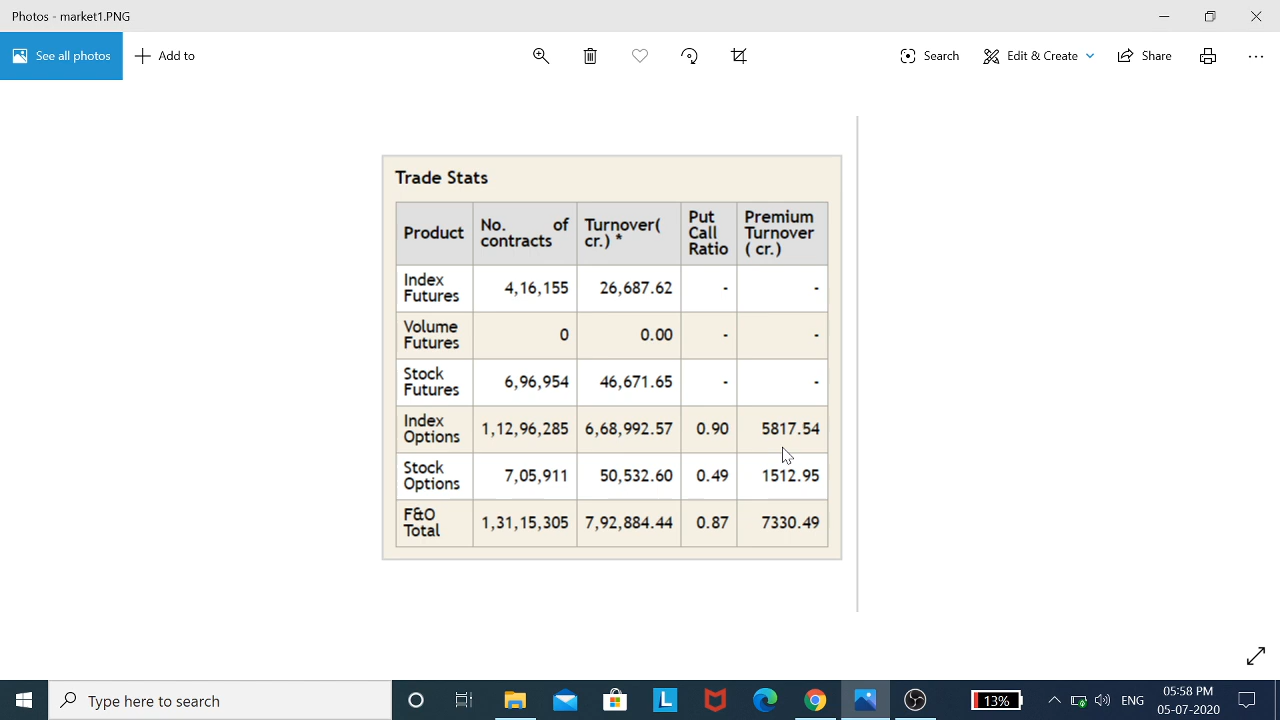 Photos - market1.PNG
See all photos
Add to
Search
Edit & Create
Share
Trade Stats
Product No. of contracts Turnover( cr.) * Put Call Ratio Premium Turnover ( cr.)
Index Futures 4,16,155 26,687.62 - -
Volume Futures 0 0.00 - -
Stock Futures 6,96,954 46,671.65 - -
Index Options 1,12,96,285 6,68,992.57 0.90 5817.54
Stock Options 7,05,911 50,532.60 0.49 1512.95
F&O Total 1,31,15,305 7,92,884.44 0.87 7330.49
Type here to search
L
13%
ENG
05:58 PM
05-07-2020